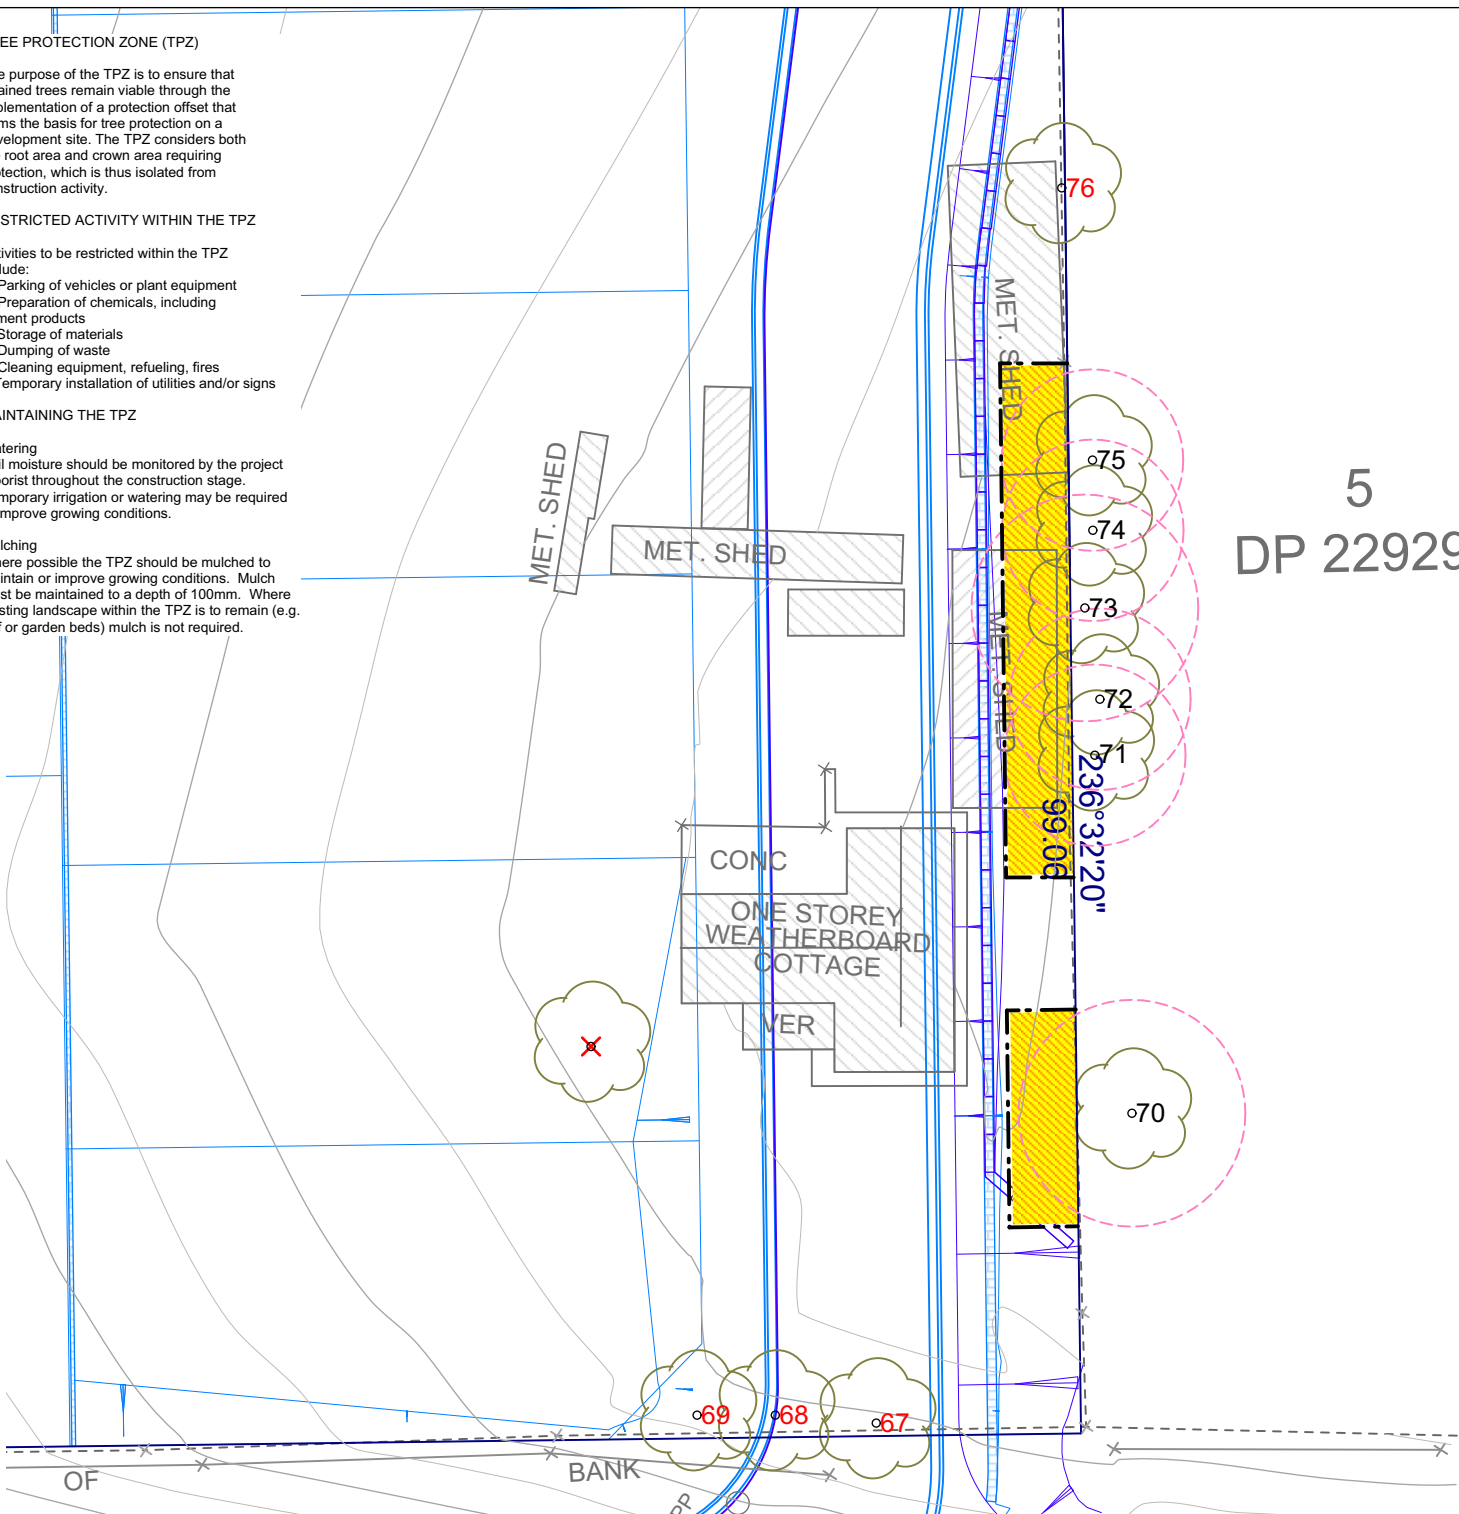 EE PROTECTION ZONE (TPZ)
e purpose of the TPZ is to ensure that
ained trees remain viable through the
plementation of a protection offset that
ms the basis for tree protection on a
velopment site. The TPZ considers both
root area and crown area requiring
otection, which is thus isolated from
nstruction activity.
STRICTED ACTIVITY WITHIN THE TPZ
tivities to be restricted within the TPZ
lude:
Parking of vehicles or plant equipment
Preparation of chemicals, including
ment products
Storage of materials
Dumping of waste
Cleaning equipment, refueling, fires
Temporary installation of utilities and/or signs
AINTAINING THE TPZ
atering
il moisture should be monitored by the project
orist throughout the construction stage.
mporary irrigation or watering may be required
improve growing conditions.
lching
here possible the TPZ should be mulched to
intain or improve growing conditions. Mulch
st be maintained to a depth of 100mm. Where
sting landscape within the TPZ is to remain (e.g.
f or garden beds) mulch is not required.
76
MET. SHED
75
74
73
72
71
5
DP 22929
MET. SHED
MET. SHED
MET. SHED
236°32'20"
99.06
CONC
ONE STOREY
WEATHERBOARD
COTTAGE
VER
70
69
68
67
OF
BANK
PP